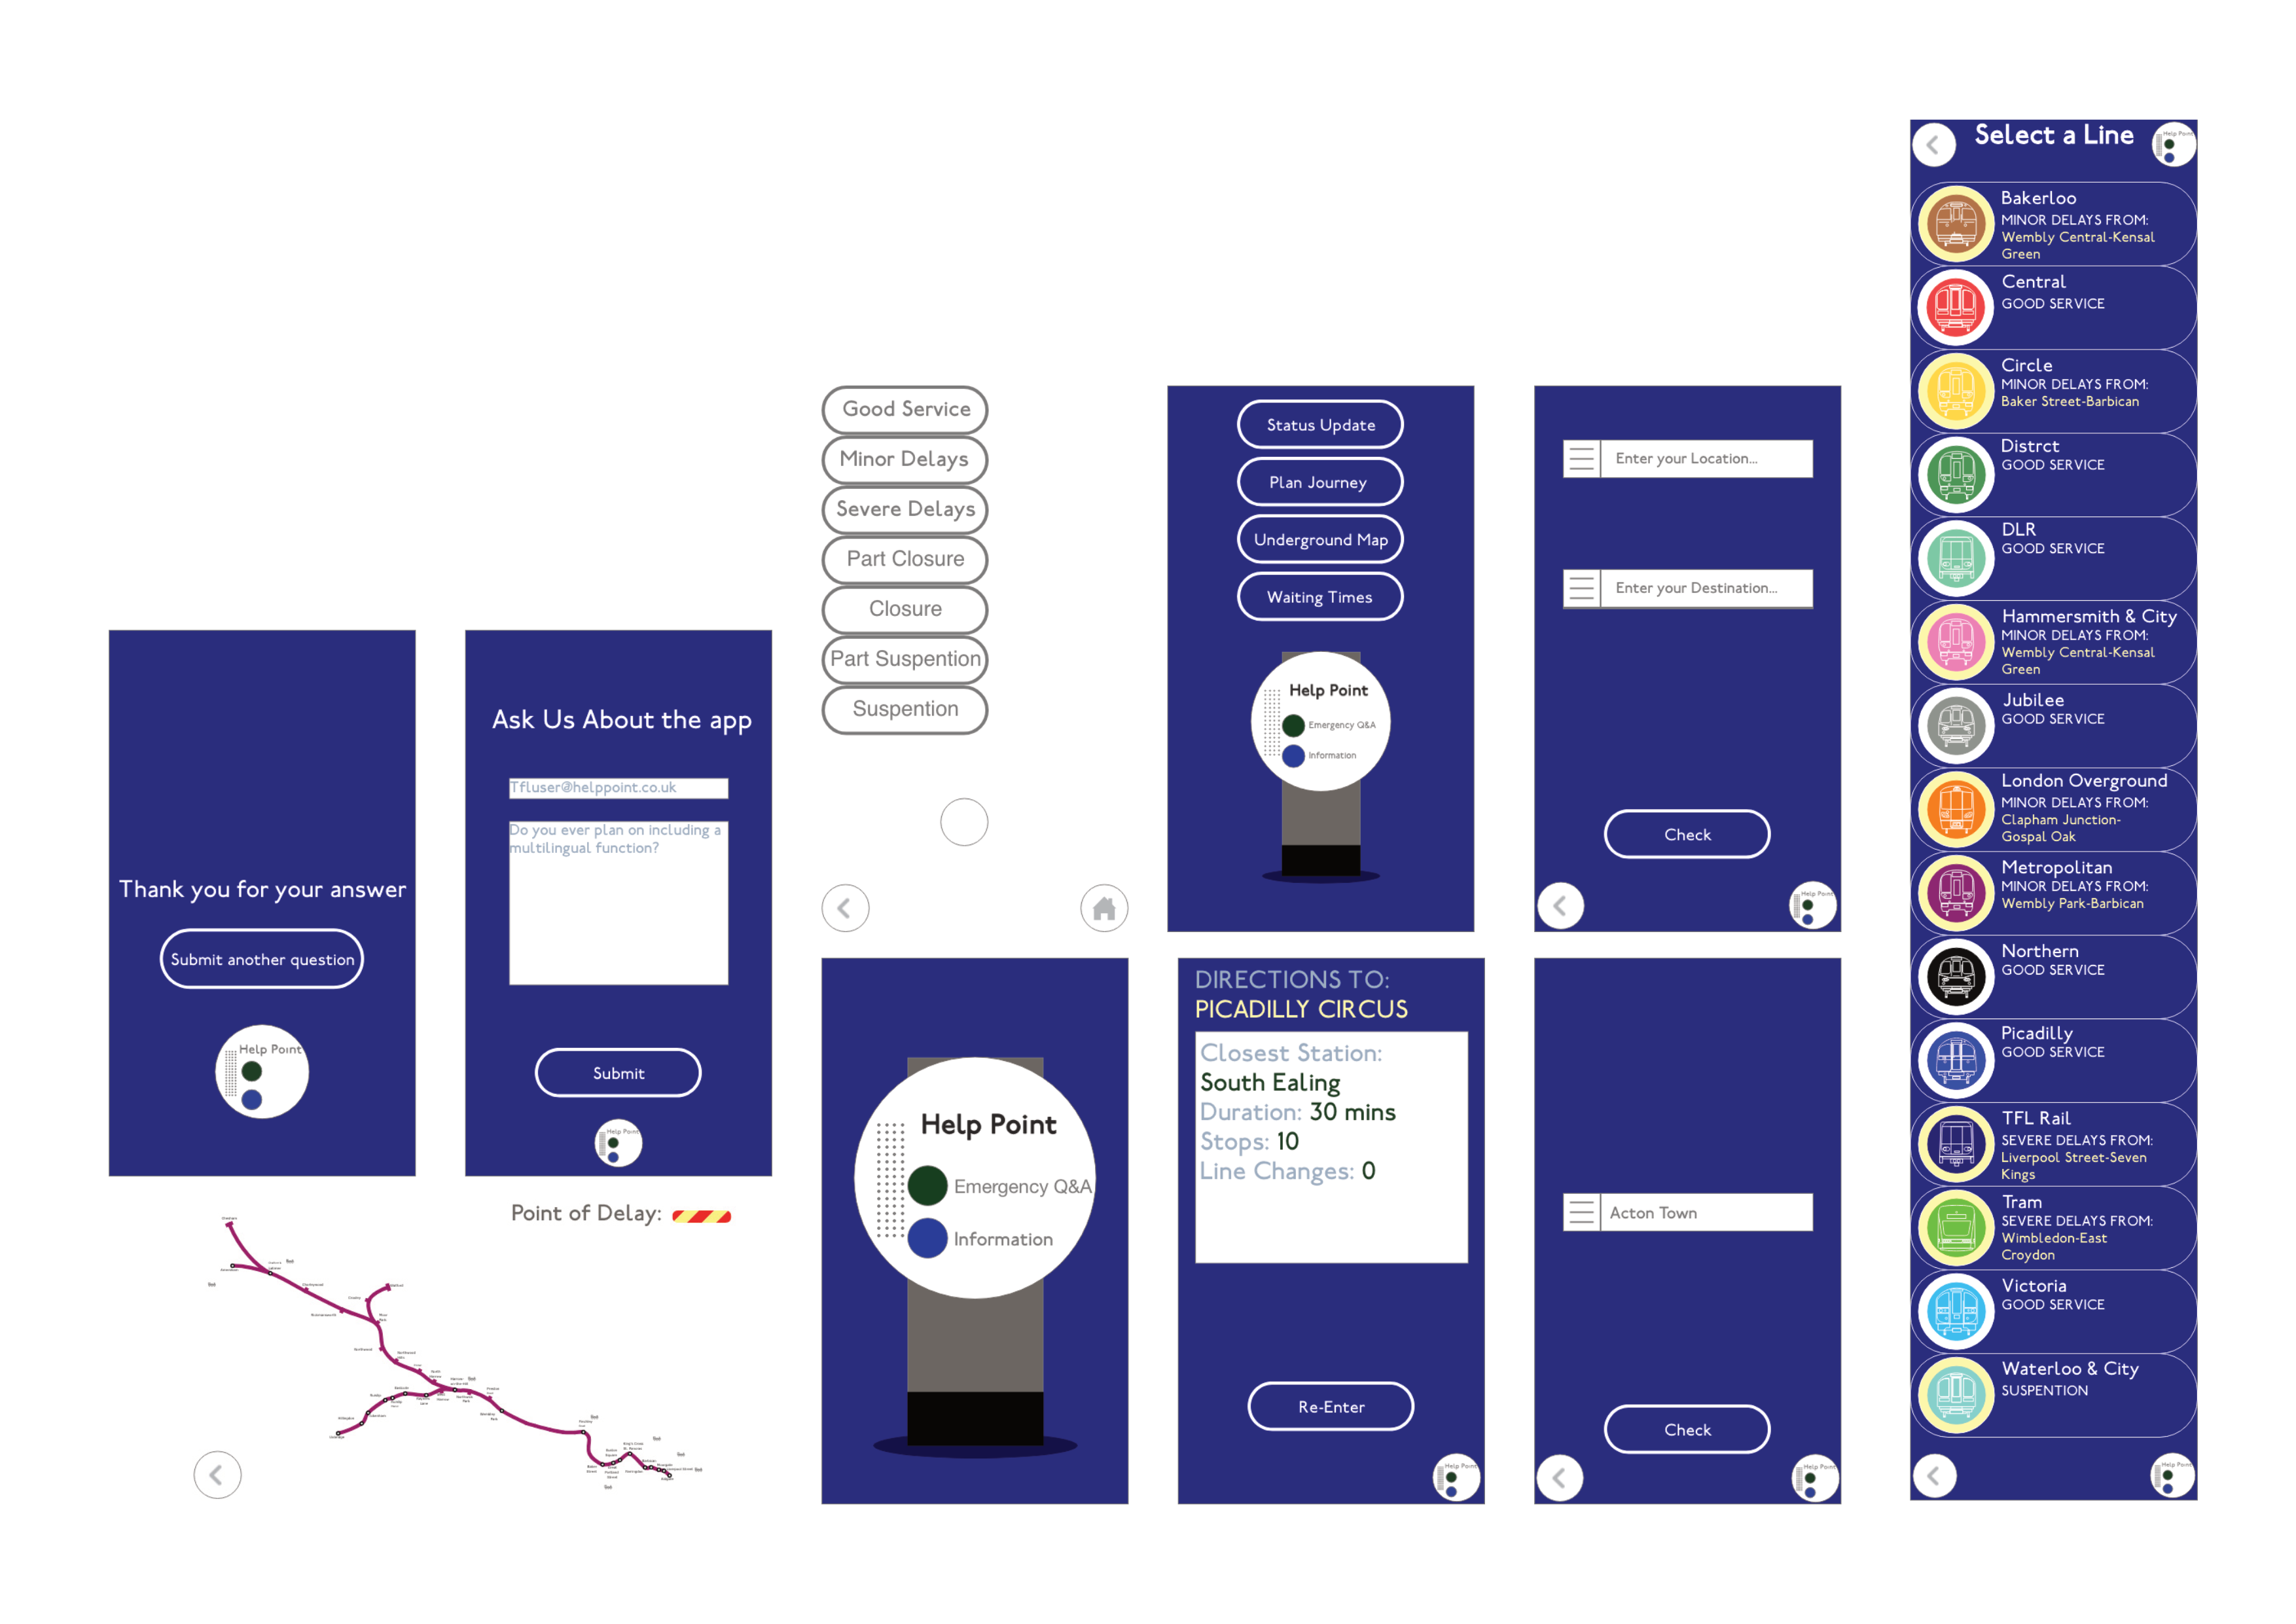 Select a Line
Help Point
Bakerloo
MINOR DELAYS FROM:
Wembly Central-Kensal
Green
Central
GOOD SERVICE
Circle
MINOR DELAYS FROM:
Baker Street-Barbican
Distrct
GOOD SERVICE
DLR
GOOD SERVICE
Hammersmith & City
MINOR DELAYS FROM:
Wembly Central-Kensal
Green
Jubilee
GOOD SERVICE
London Overground
MINOR DELAYS FROM:
Clapham Junction-
Gospal Oak
Metropolitan
MINOR DELAYS FROM:
Wembly Park-Barbican
Northern
GOOD SERVICE
Picadilly
GOOD SERVICE
TFL Rail
SEVERE DELAYS FROM:
Liverpool Street-Seven
Kings
Tram
SEVERE DELAYS FROM:
Wimbledon-East
Croydon
Victoria
GOOD SERVICE
Waterloo & City
SUSPENTION
Help Point
Good Service
Minor Delays
Severe Delays
Part Closure
Closure
Part Suspention
Suspention
Status Update
Plan Journey
Underground Map
Waiting Times
Help Point
Emergency Q&A
Information
Enter your Location...
Enter your Destination...
Check
Help Point
Thank you for your answer
Submit another question
Help Point
Ask Us About the app
Tfluser@helppoint.co.uk
Do you ever plan on including a
multilingual function?
Submit
Help Point
Point of Delay:
Help Point
Emergency Q&A
Information
DIRECTIONS TO:
PICADILLY CIRCUS
Closest Station:
South Ealing
Duration: 30 mins
Stops: 10
Line Changes: 0
Re-Enter
Help Point
Acton Town
Check
Help Point